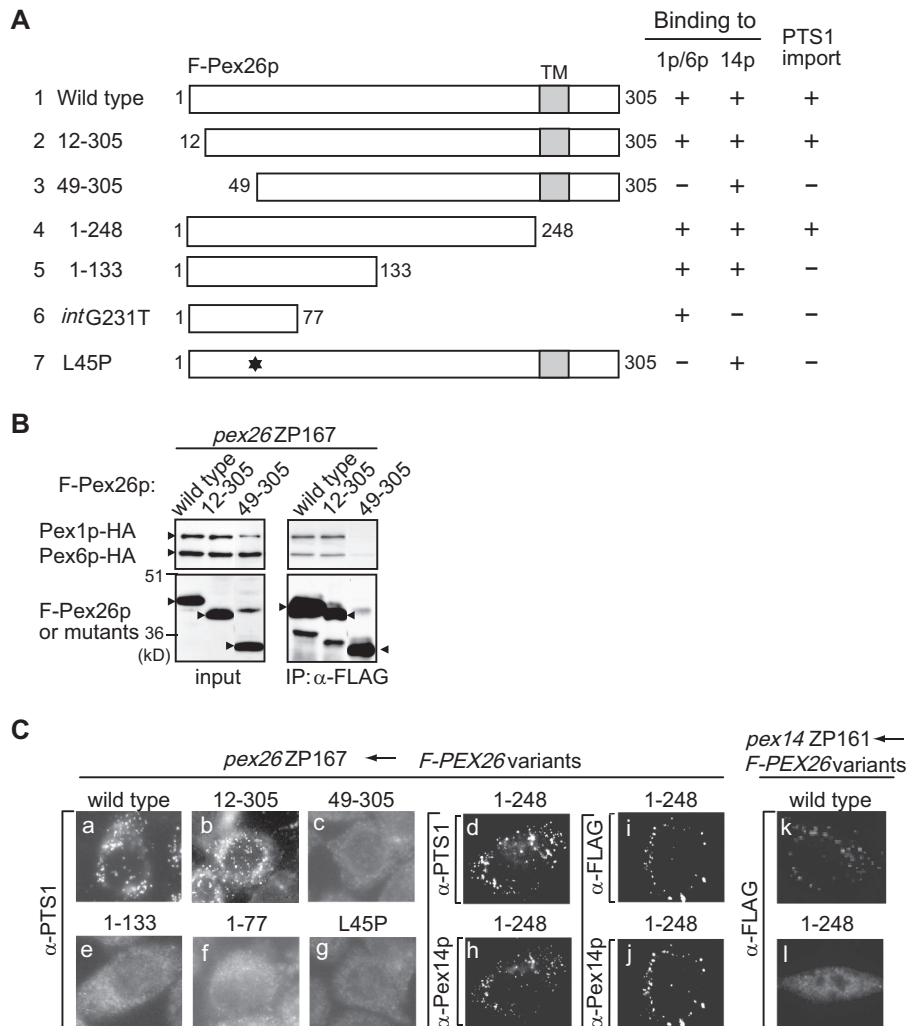 A
Binding to
PTS1
import
F-Pex26p
TM
1p/6p 14p
1 Wild type 1 305 + + +
2 12-305 12 305 + + +
3 49-305 49 305 − + −
4 1-248 1 248 + + +
5 1-133 1 133 + + −
6 intG231T 1 77 + − −
7 L45P 1 305 − + −
B
pex26 ZP167
F-Pex26p:
wild type 12-305 49-305 wild type 12-305 49-305
Pex1p-HA
Pex6p-HA
51
F-Pex26p
or mutants 36
(kD)
input IP: α-FLAG
C
pex26 ZP167 ← F-PEX26 variants
pex14 ZP161 ←
F-PEX26 variants
wild type 12-305 49-305 1-248 1-248 wild type
a b c d i k
α-PTS1 α-PTS1 α-FLAG α-FLAG
1-133 1-77 L45P 1-248 1-248 1-248
e f g h j l
α-Pex14p α-Pex14p